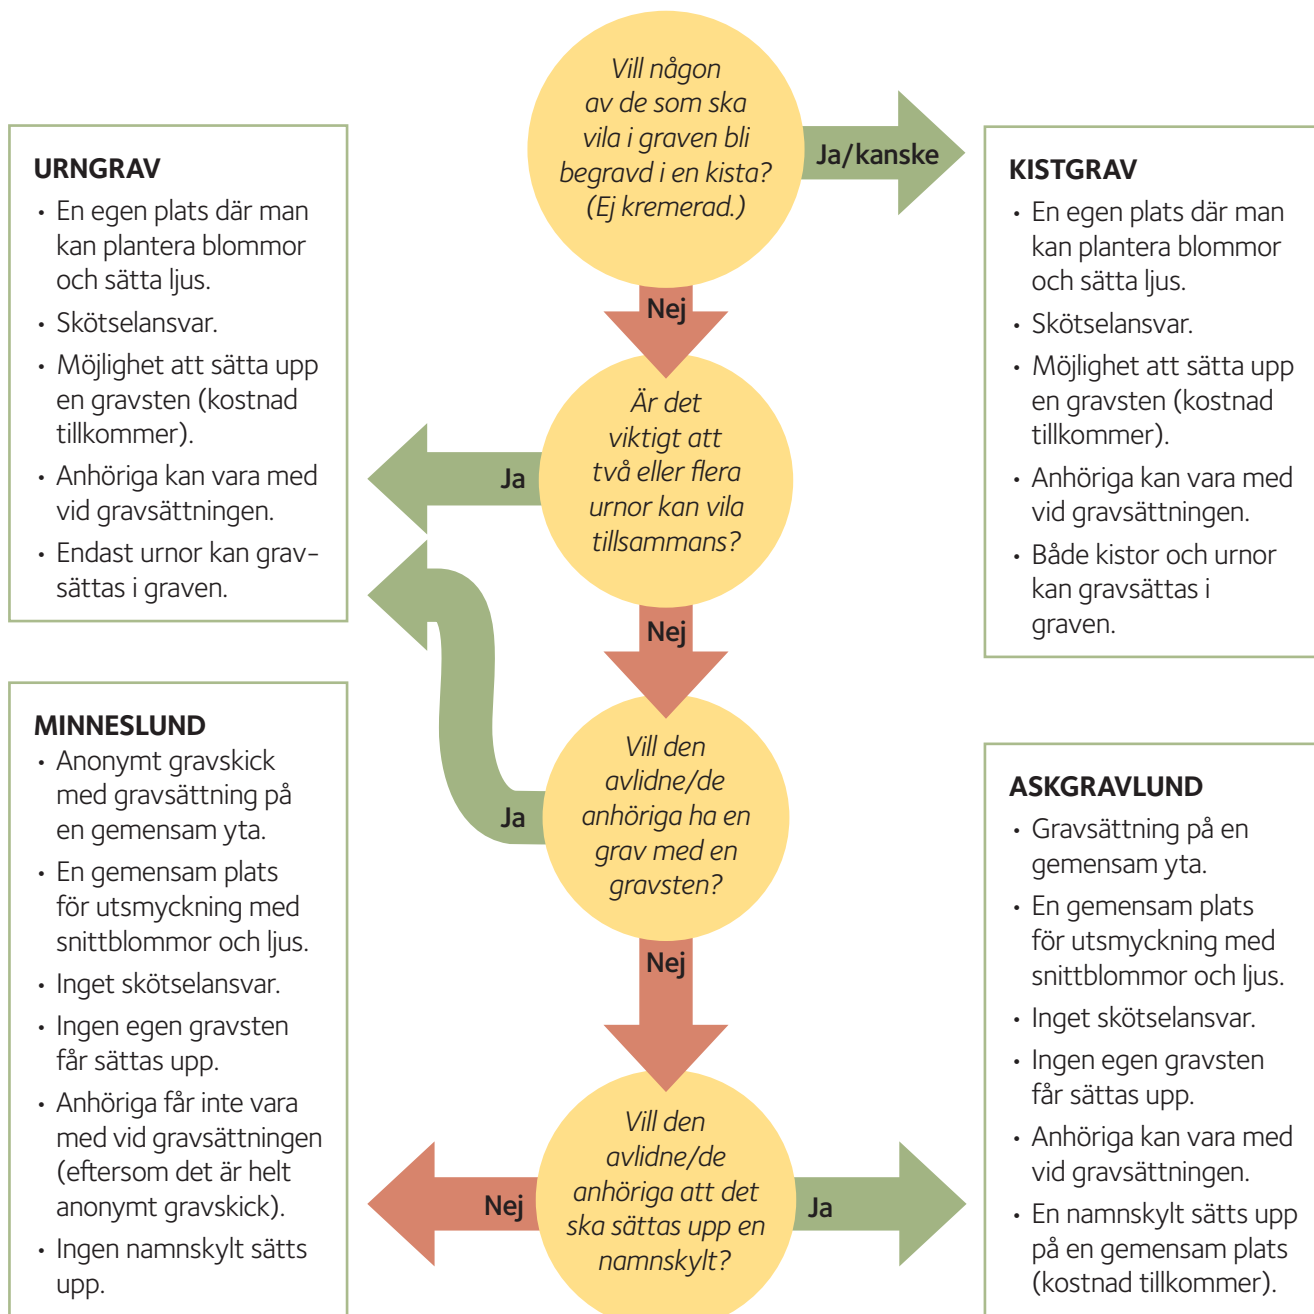 Vill någon
av de som ska
vila i graven bli
begravd i en kista?
(Ej kremerad.)
Ja/kanske
Nej
URNGRAV
• En egen plats där man
kan plantera blommor
och sätta ljus.
• Skötselansvar.
• Möjlighet att sätta upp
en gravsten (kostnad
tillkommer).
• Anhöriga kan vara med
vid gravsättningen.
• Endast urnor kan grav-
sättas i graven.
KISTGRAV
• En egen plats där man
kan plantera blommor
och sätta ljus.
• Skötselansvar.
• Möjlighet att sätta upp
en gravsten (kostnad
tillkommer).
• Anhöriga kan vara med
vid gravsättningen.
• Både kistor och urnor
kan gravsättas i
graven.
Är det
viktigt att
två eller flera
urnor kan vila
tillsammans?
Ja
Nej
Vill den
avlidne/de
anhöriga ha en
grav med en
gravsten?
Ja
Nej
MINNESLUND
• Anonymt gravskick
med gravsättning på
en gemensam yta.
• En gemensam plats
för utsmyckning med
snittblommor och ljus.
• Inget skötselansvar.
• Ingen egen gravsten
får sättas upp.
• Anhöriga får inte vara
med vid gravsättningen
(eftersom det är helt
anonymt gravskick).
• Ingen namnskylt sätts
upp.
Vill den
avlidne/de
anhöriga att det
ska sättas upp en
namnskylt?
Nej
Ja
ASKGRAVLUND
• Gravsättning på en
gemensam yta.
• En gemensam plats
för utsmyckning med
snittblommor och ljus.
• Inget skötselansvar.
• Ingen egen gravsten
får sättas upp.
• Anhöriga kan vara med
vid gravsättningen.
• En namnskylt sätts upp
på en gemensam plats
(kostnad tillkommer).